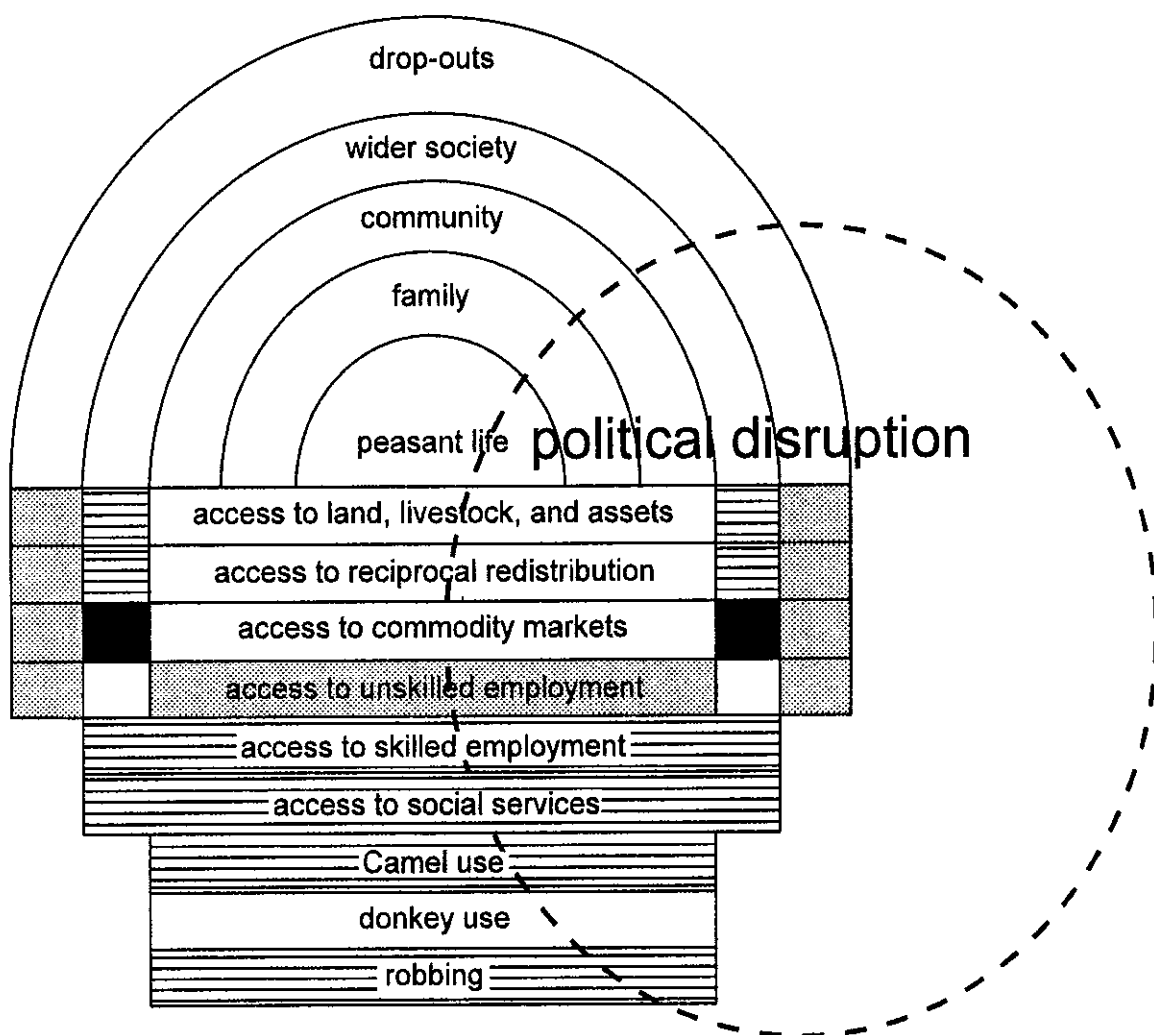 drop-outs
wider society
community
family
peasant life
political disruption
access to land, livestock, and assets
access to reciprocal redistribution
access to commodity markets
access to unskilled employment
access to skilled employment
access to social services
Camel use
donkey use
robbing